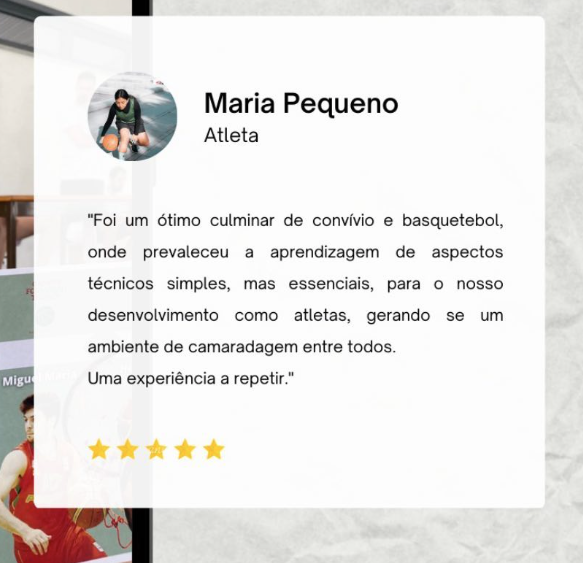 Maria Pequeno
Atleta
"Foi um ótimo culminar de convívio e basquetebol,
onde prevaleceu a aprendizagem de aspectos
técnicos simples, mas essenciais, para o nosso
desenvolvimento como atletas, gerando se um
ambiente de camaradagem entre todos.
Uma experiência a repetir."
Miguel